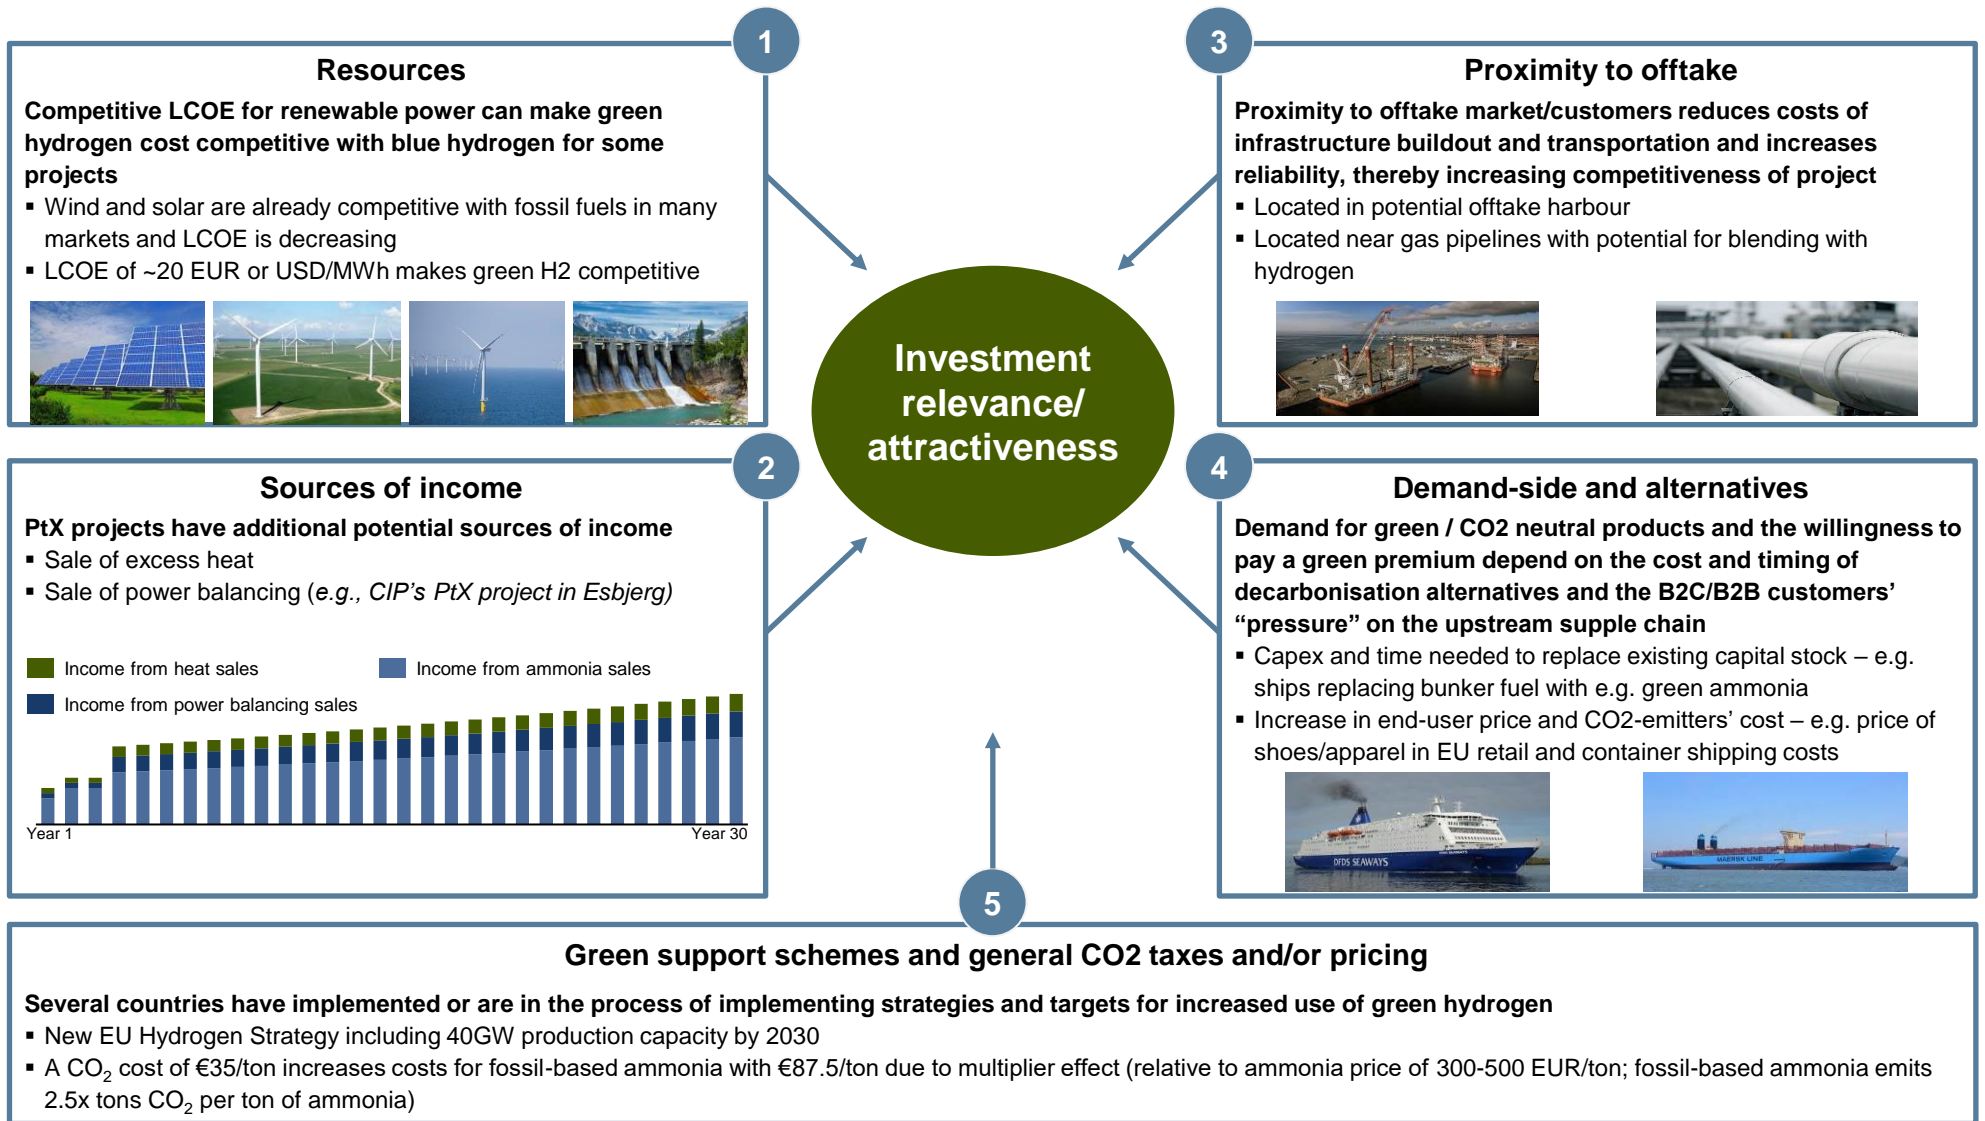 1
Resources
Competitive LCOE for renewable power can make green
hydrogen cost competitive with blue hydrogen for some
projects
▪ Wind and solar are already competitive with fossil fuels in many
markets and LCOE is decreasing
▪ LCOE of ~20 EUR or USD/MWh makes green H2 competitive
2
Sources of income
PtX projects have additional potential sources of income
▪ Sale of excess heat
▪ Sale of power balancing (e.g., CIP's PtX project in Esbjerg)
Income from heat sales
Income from ammonia sales
Income from power balancing sales
Year 1
Year 30
Investment
relevance/
attractiveness
3
Proximity to offtake
Proximity to offtake market/customers reduces costs of
infrastructure buildout and transportation and increases
reliability, thereby increasing competitiveness of project
▪ Located in potential offtake harbour
▪ Located near gas pipelines with potential for blending with
hydrogen
4
Demand-side and alternatives
Demand for green / CO2 neutral products and the willingness to
pay a green premium depend on the cost and timing of
decarbonisation alternatives and the B2C/B2B customers’
“pressure” on the upstream supple chain
▪ Capex and time needed to replace existing capital stock – e.g.
ships replacing bunker fuel with e.g. green ammonia
▪ Increase in end-user price and CO2-emitters’ cost – e.g. price of
shoes/apparel in EU retail and container shipping costs
DFDS SEAWAYS
MAERSK LINE
5
Green support schemes and general CO2 taxes and/or pricing
Several countries have implemented or are in the process of implementing strategies and targets for increased use of green hydrogen
▪ New EU Hydrogen Strategy including 40GW production capacity by 2030
▪ A CO₂ cost of €35/ton increases costs for fossil-based ammonia with €87.5/ton due to multiplier effect (relative to ammonia price of 300-500 EUR/ton; fossil-based ammonia emits
2.5x tons CO₂ per ton of ammonia)